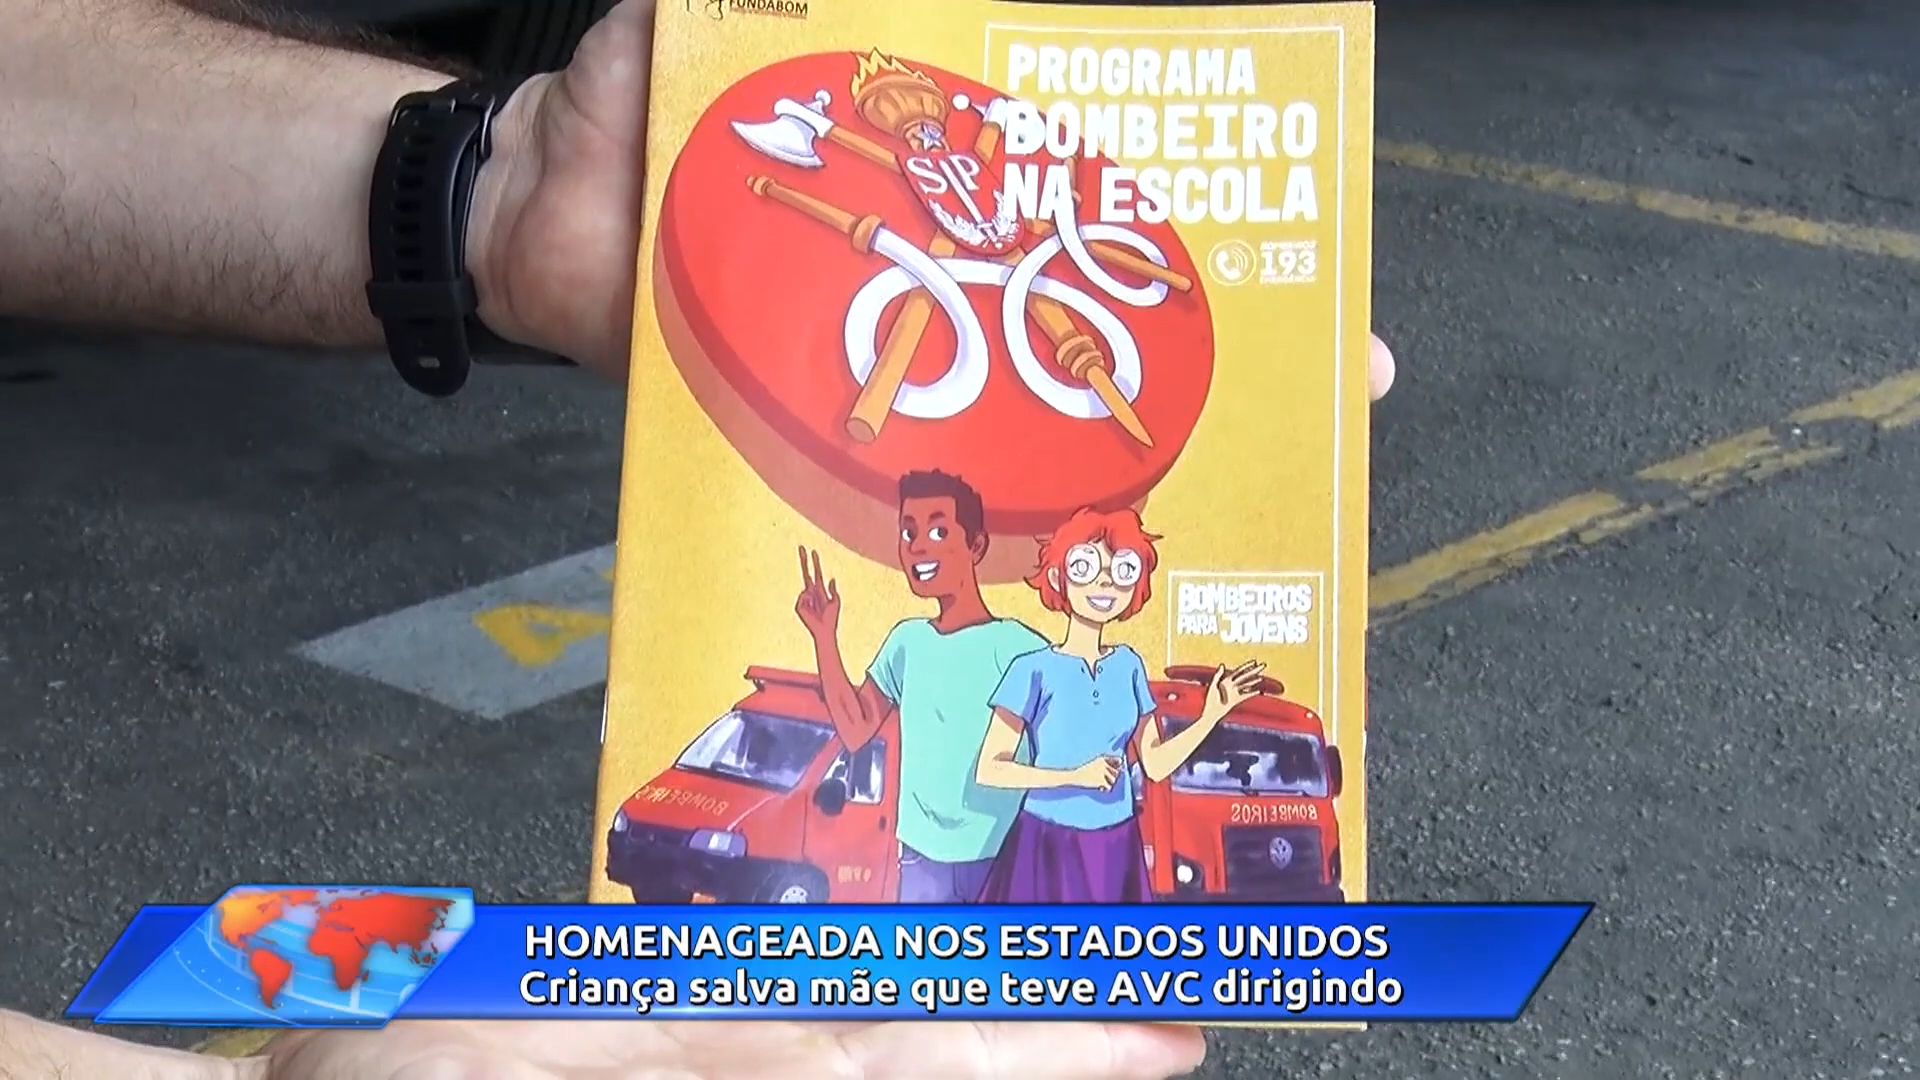 FUNDABOM
PROGRAMA
BOMBEIRO
NA ESCOLA
193
SP
BOMBEIROS
PARA JOVENS
BOMBEIROS
BOMBEIROS
HOMENAGEADA NOS ESTADOS UNIDOS
Criança salva mãe que teve AVC dirigindo